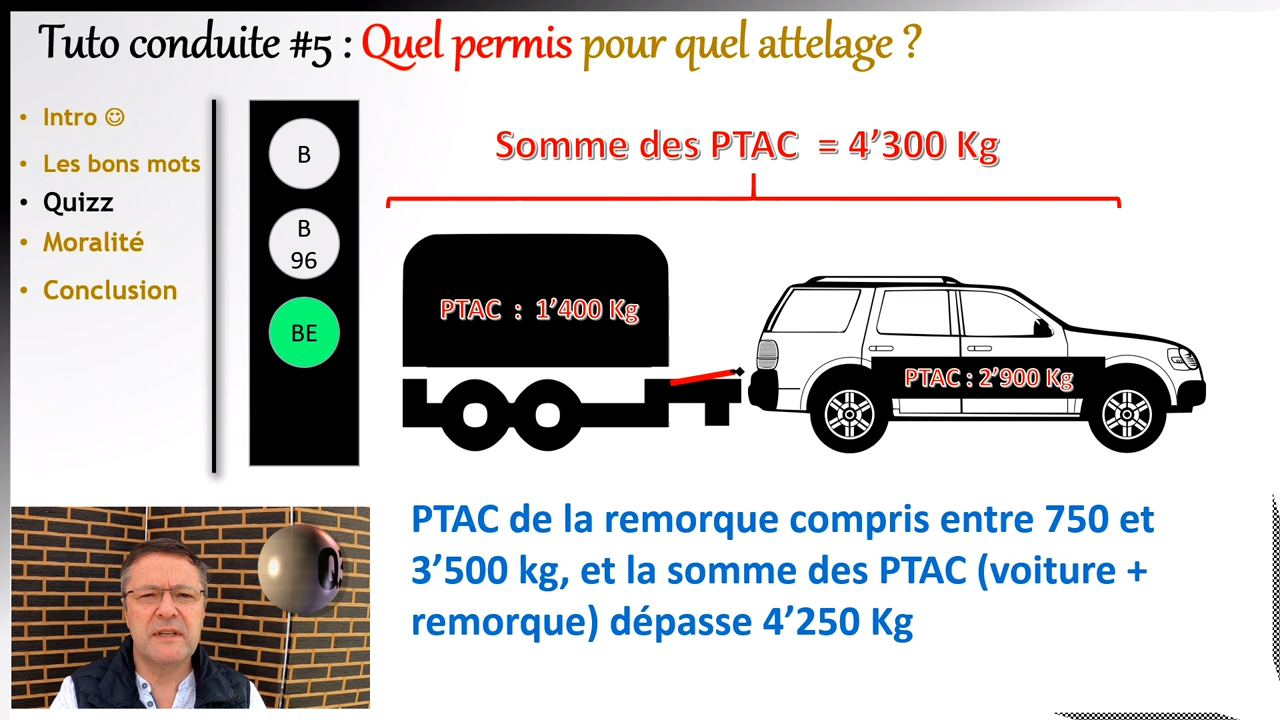 Tuto conduite #5 : Quel permis pour quel attelage ?
• Intro ☺
• Les bons mots
• Quizz
• Moralité
• Conclusion
B
B
96
BE
Somme des PTAC = 4’300 Kg
PTAC : 1’400 Kg
PTAC : 2’900 Kg
PTAC de la remorque compris entre 750 et
3’500 kg, et la somme des PTAC (voiture +
remorque) dépasse 4’250 Kg